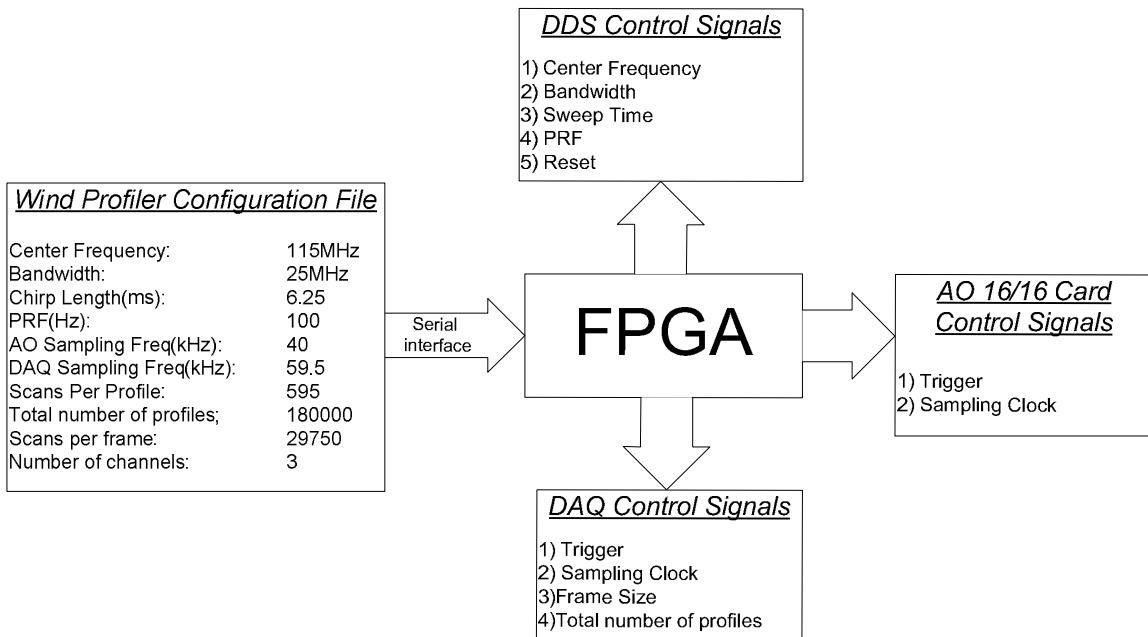 DDS Control Signals
1) Center Frequency
2) Bandwidth
3) Sweep Time
4) PRF
5) Reset
Wind Profiler Configuration File
Center Frequency: 115MHz
Bandwidth: 25MHz
Chirp Length(ms): 6.25
PRF(Hz): 100
AO Sampling Freq(kHz): 40
DAQ Sampling Freq(kHz): 59.5
Scans Per Profile: 595
Total number of profiles; 180000
Scans per frame: 29750
Number of channels: 3
Serial
interface
FPGA
AO 16/16 Card
Control Signals
1) Trigger
2) Sampling Clock
DAQ Control Signals
1) Trigger
2) Sampling Clock
3)Frame Size
4)Total number of profiles